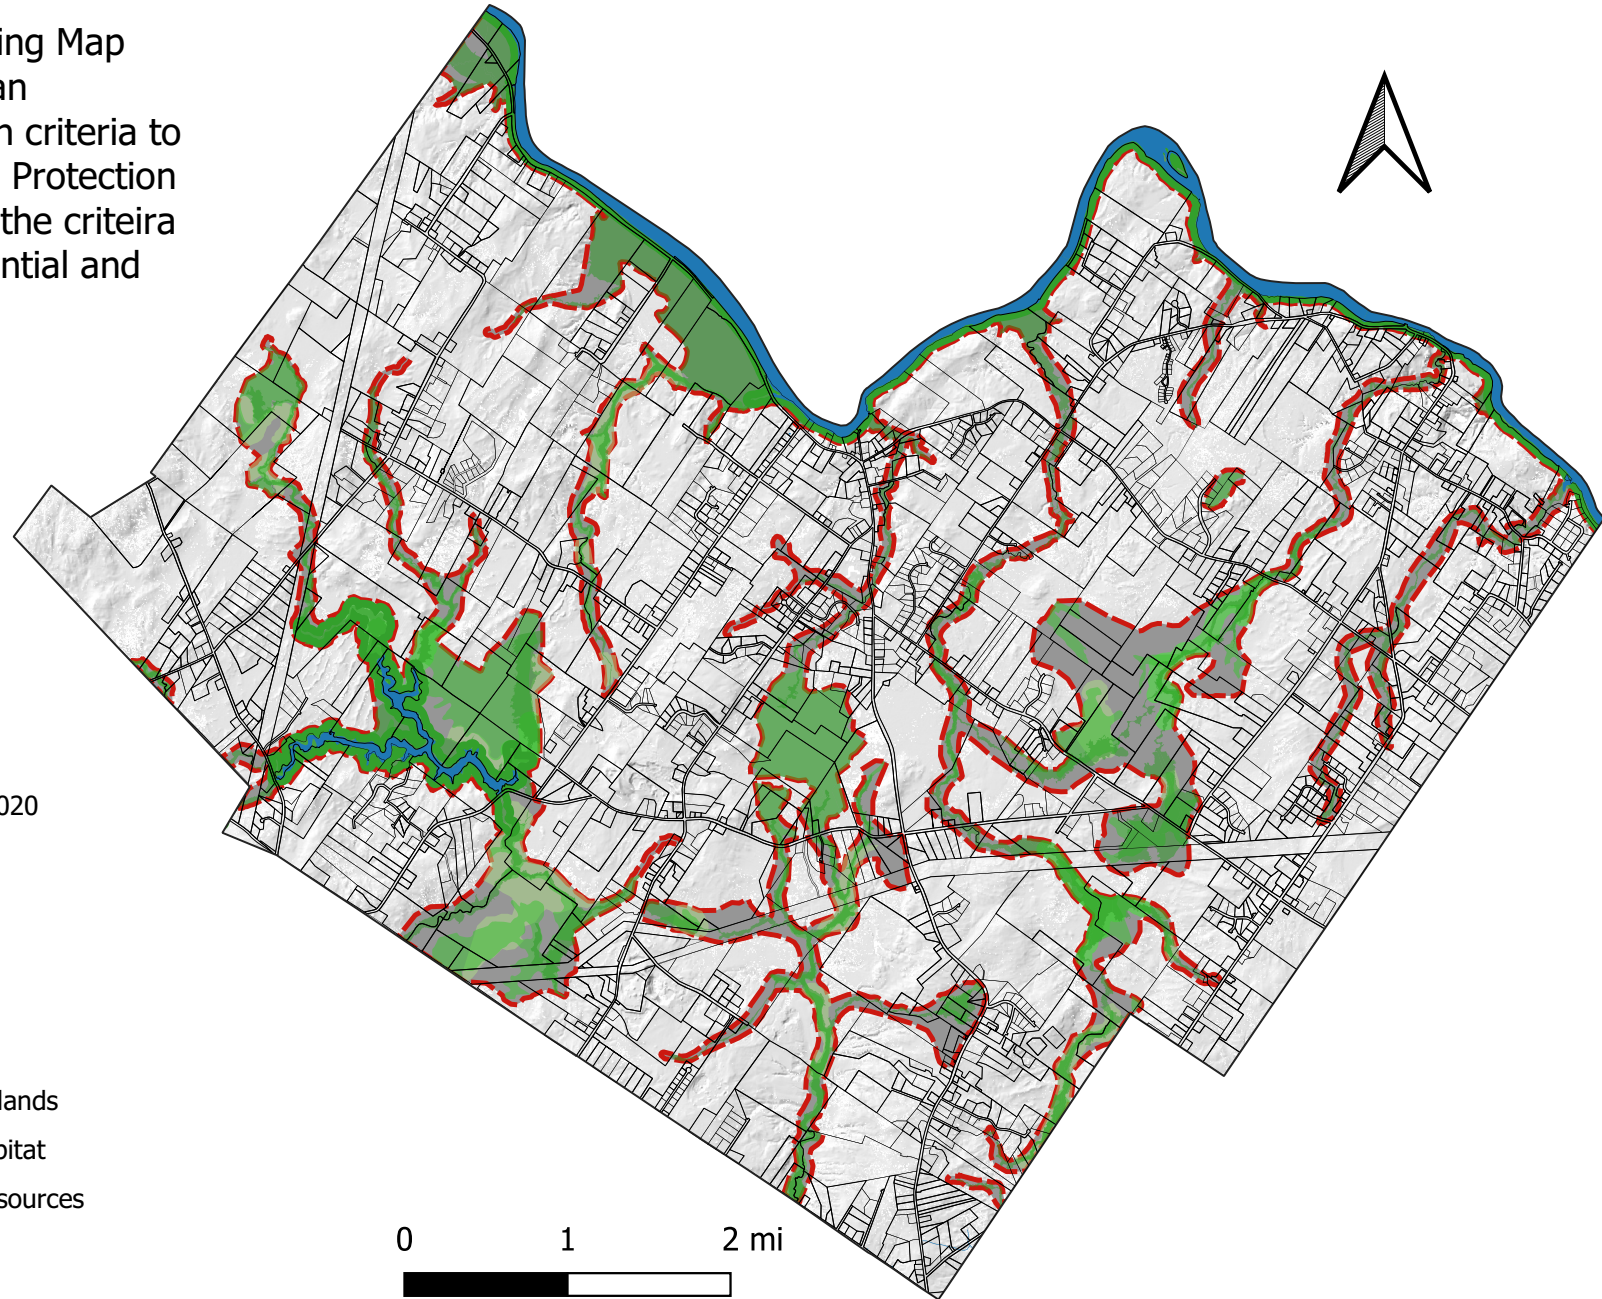 ing Map
an
n criteria to
Protection
the criteira
ntial and
020
lands
bitat
sources
0 1 2 mi